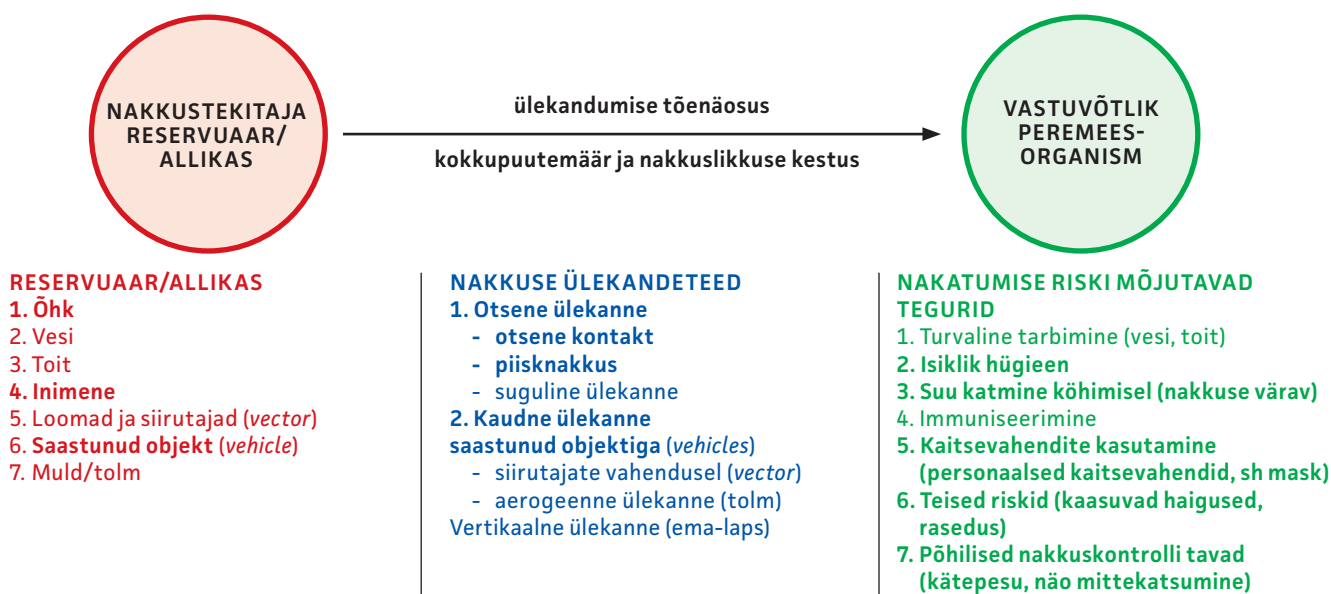 NAKKUSTEKITAJA
RESERVUAAR/
ALLIKAS
ülekandumise tõenäosus
kokkupuutemäär ja nakkuslikkuse kestus
VASTUVÕTLIK
PEREMEES-
ORGANISM
RESERVUAAR/ALLIKAS
1. Õhk
2. Vesi
3. Toit
4. Inimene
5. Loomad ja siirutajad (vector)
6. Saastunud objekt (vehicle)
7. Muld/tolm
NAKKUSE ÜLEKANDETEED
1. Otsene ülekanne
- otsene kontakt
- piisknakkus
- suguline ülekanne
2. Kaudne ülekanne
saastunud objektiga (vehicles)
- siirutajate vahendusel (vector)
- aerogeenne ülekanne (tolm)
Vertikaalne ülekanne (ema-laps)
NAKATUMISE RISKI MÕJUTAVAD
TEGURID
1. Turvaline tarbimine (vesi, toit)
2. Isiklik hügieen
3. Suu katmine köhimisel (nakkuse värav)
4. Immuniseerimine
5. Kaitsevahendite kasutamine
(personaalsed kaitsevahendid, sh mask)
6. Teised riskid (kaasuvad haigused,
rasedus)
7. Põhilised nakkuskontrolli tavad
(kätepesu, näo mittekatsumine)